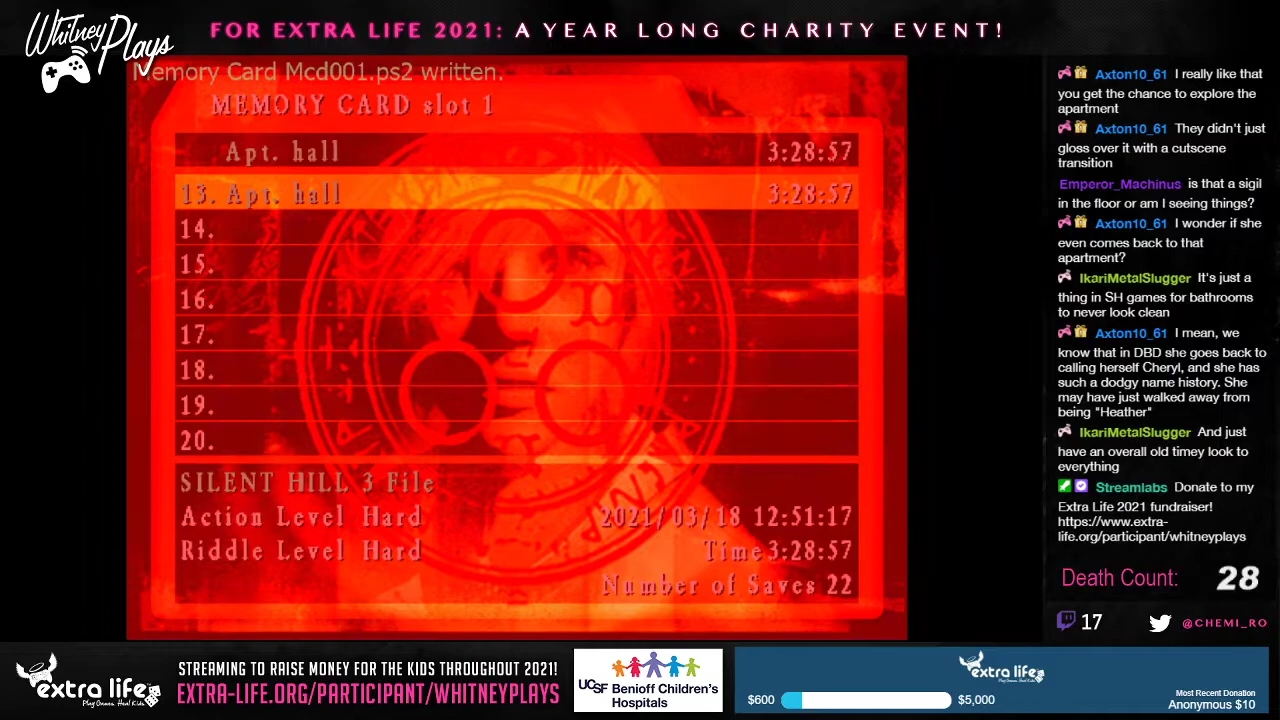 Whitney Plays
FOR EXTRA LIFE 2021: A YEAR LONG CHARITY EVENT!
Memory Card Mcd001.ps2 written.
MEMORY CARD slot 1
Apt. hall 3:28:57
13. Apt. hall 3:28:57
14.
15.
16.
17.
18.
19.
20.
SILENT HILL 3 File
Action Level Hard 2021/03/18 12:51:17
Riddle Level Hard Time 3:28:57
Number of Saves 22
Axton10_61 I really like that
you get the chance to explore the
apartment
Axton10_61 They didn't just
gloss over it with a cutscene
transition
Emperor_Machinus is that a sigil
in the floor or am I seeing things?
Axton10_61 I wonder if she
even comes back to that
apartment?
IkariMetalSlugger It's just a
thing in SH games for bathrooms
to never look clean
Axton10_61 I mean, we
know that in DBD she goes back to
calling herself Cheryl, and she has
such a dodgy name history. She
may have just walked away from
being "Heather"
IkariMetalSlugger And just
have an overall old timey look to
everything
Streamlabs Donate to my
Extra Life 2021 fundraiser!
https://www.extra-
life.org/participant/whitneyplays
Death Count: 28
17 @CHEMI_RO
extra life
Play Games. Heal Kids.
STREAMING TO RAISE MONEY FOR THE KIDS THROUGHOUT 2021!
EXTRA-LIFE.ORG/PARTICIPANT/WHITNEYPLAYS
UCSF Benioff Children's
Hospitals
extra life
$600 $5,000
Most Recent Donation
Anonymous $10